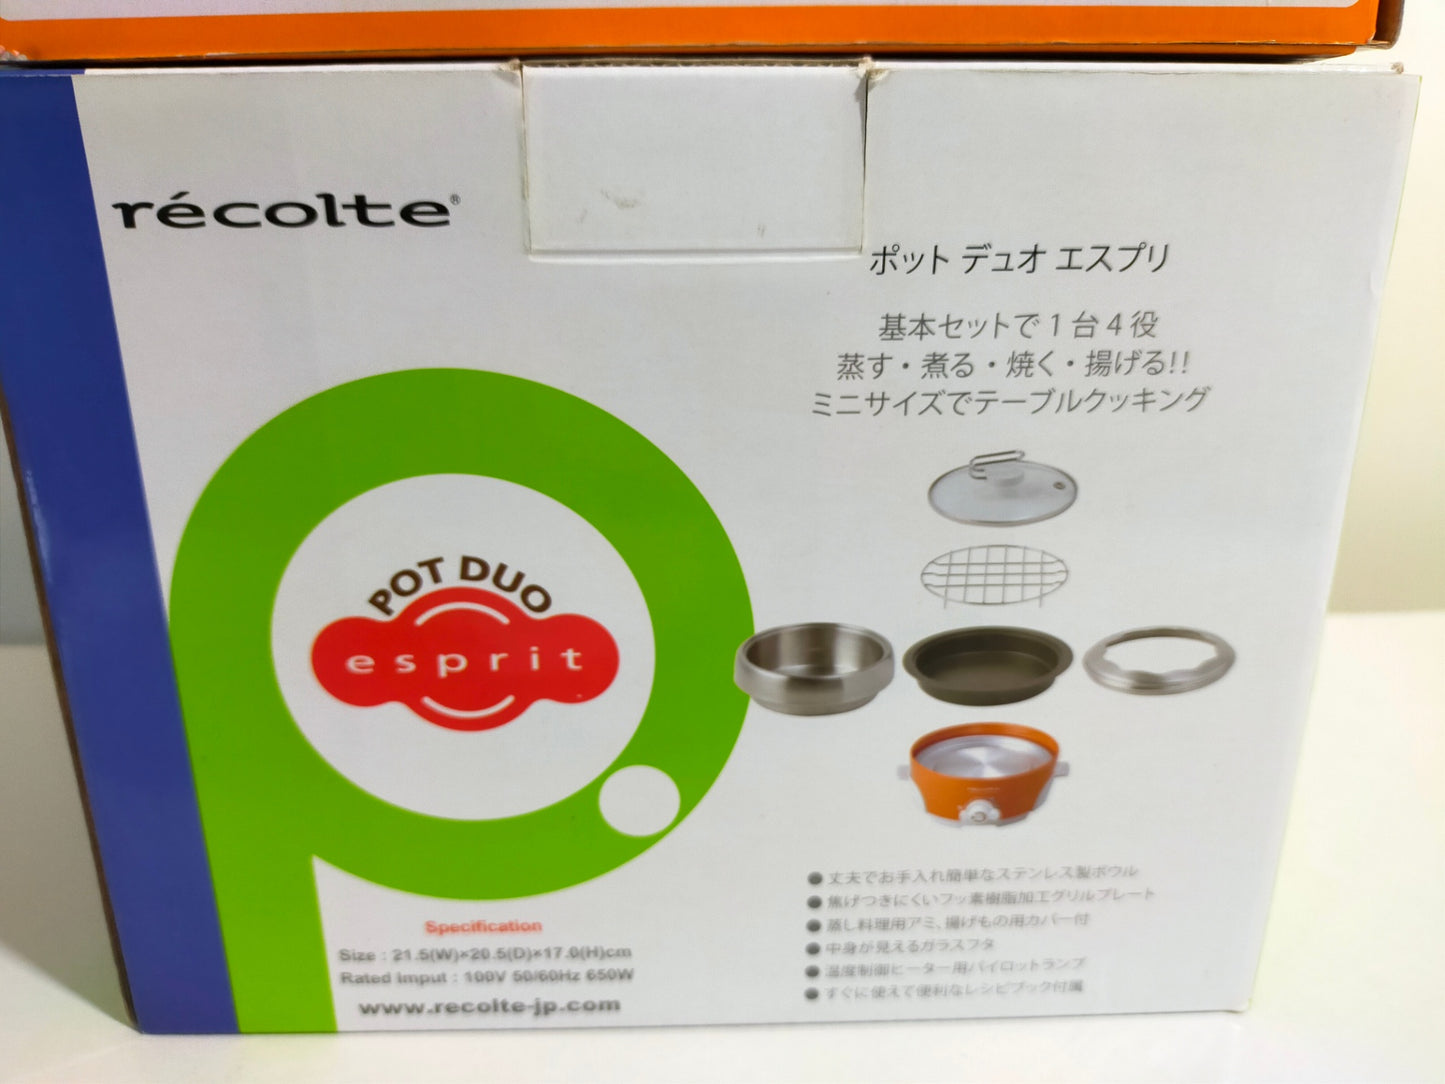 récolte®
ポット デュオ エスプリ
基本セットで1台4役
蒸す・煮る・焼く・揚げる!!
ミニサイズでテーブルクッキング
POT DUO
esprit
●丈夫でお手入れ簡単なステンレス製ボウル
●焦げつきにくいフッ素樹脂加工グリルプレート
●蒸し料理用アミ、揚げもの用カバー付
●中身が見えるガラスフタ
●温度制御ヒーター用パイロットランプ
●すぐに使えて便利なレシピブック付属
Specification
Size : 21.5(W)×20.5(D)×17.0(H)cm
Rated Imput : 100V 50/60Hz 650W
www.recolte-jp.com